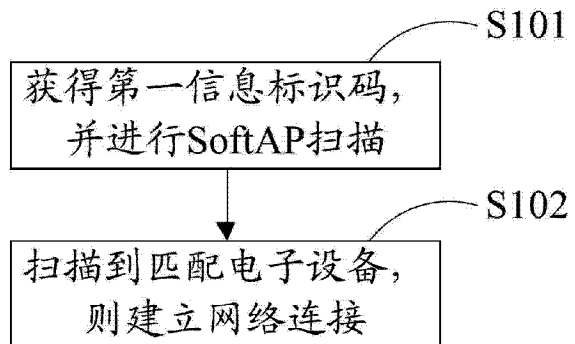 S101
获得第一信息标识码，
并进行SoftAP扫描
S102
扫描到匹配电子设备，
则建立网络连接